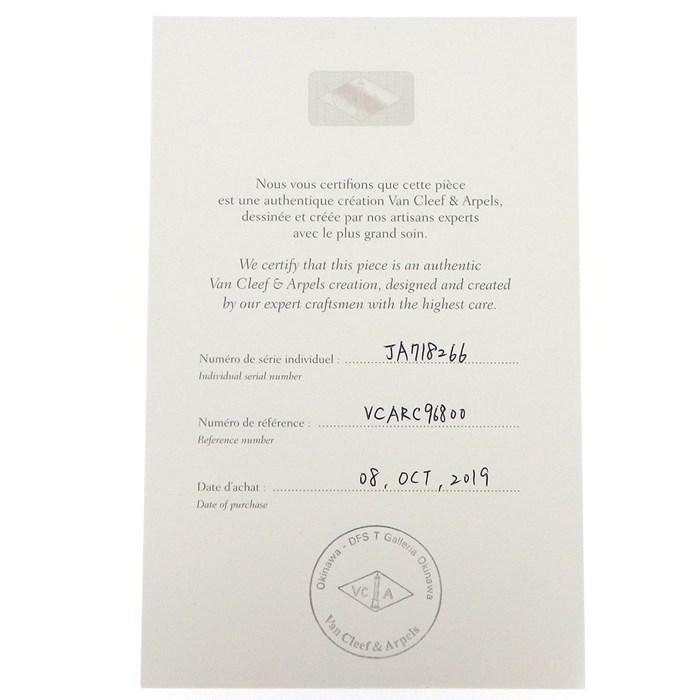 Nous vous certifions que cette pièce
est une authentique création Van Cleef & Arpels,
dessinée et créée par nos artisans experts
avec le plus grand soin.
We certify that this piece is an authentic
Van Cleef & Arpels creation, designed and created
by our expert craftsmen with the highest care.
Numéro de série individuel : JA718266
Individual serial number
Numéro de référence : VCARC96800
Reference number
Date d'achat : 08, OCT, 2019
Date of purchase
Okinawa - DFS T Galleria Okinawa
VC A
Van Cleef & Arpels